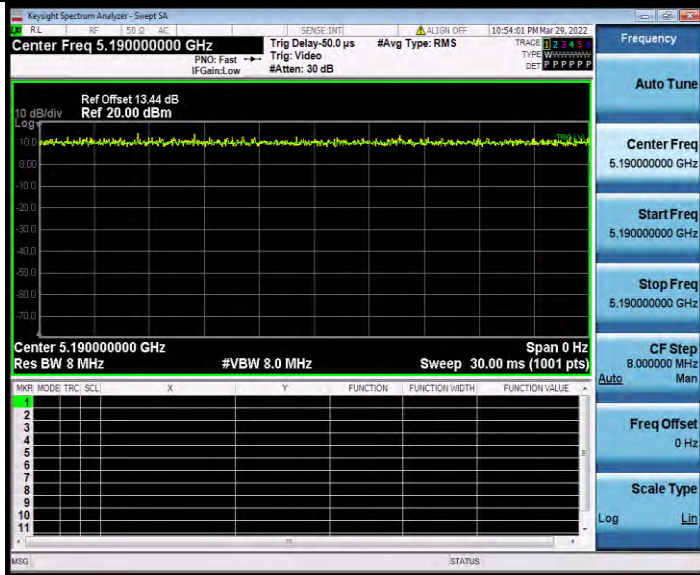 Keysight Spectrum Analyzer - Swept SA
RL RF 50 Ω AC SENSE:INT ALIGN OFF 10:54:01 PM Mar 29, 2022
Center Freq 5.190000000 GHz Trig Delay-50.0 µs #Avg Type: RMS TRACE 1 2 3 4 5 6
PNO: Fast Trig: Video TYPE WWWWWW
IFGain:Low #Atten: 30 dB DET P P P P P P
Ref Offset 13.44 dB
10 dB/div Ref 20.00 dBm
Log
10.0
0.00
-10.0
-20.0
-30.0
-40.0
-50.0
-60.0
-70.0
Center 5.190000000 GHz Span 0 Hz
Res BW 8 MHz #VBW 8.0 MHz Sweep 30.00 ms (1001 pts)
MKR MODE TRC SCL X Y FUNCTION FUNCTION WIDTH FUNCTION VALUE
1
2
3
4
5
6
7
8
9
10
11
MSG STATUS
Frequency
Auto Tune
Center Freq
5.190000000 GHz
Start Freq
5.190000000 GHz
Stop Freq
5.190000000 GHz
CF Step
8.000000 MHz
Auto Man
Freq Offset
0 Hz
Scale Type
Log Lin